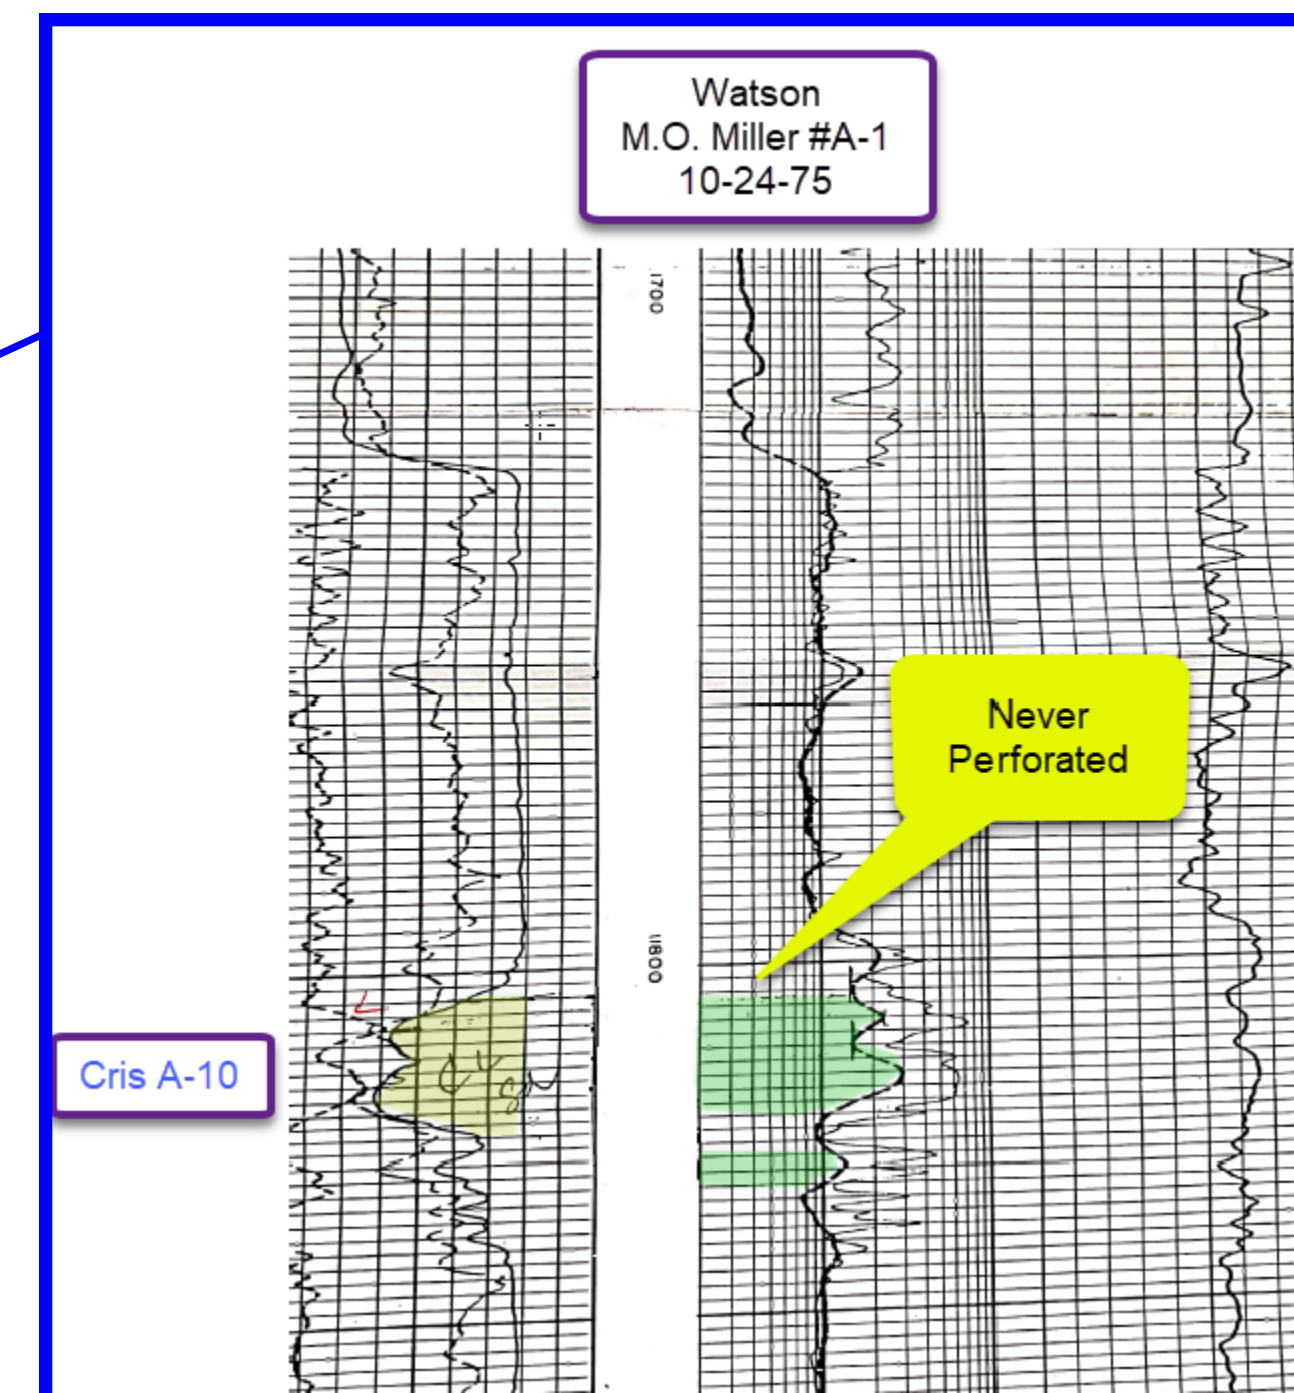 Watson
M.O. Miller #A-1
10-24-75
1700
Never
Perforated
11800
Cris A-10